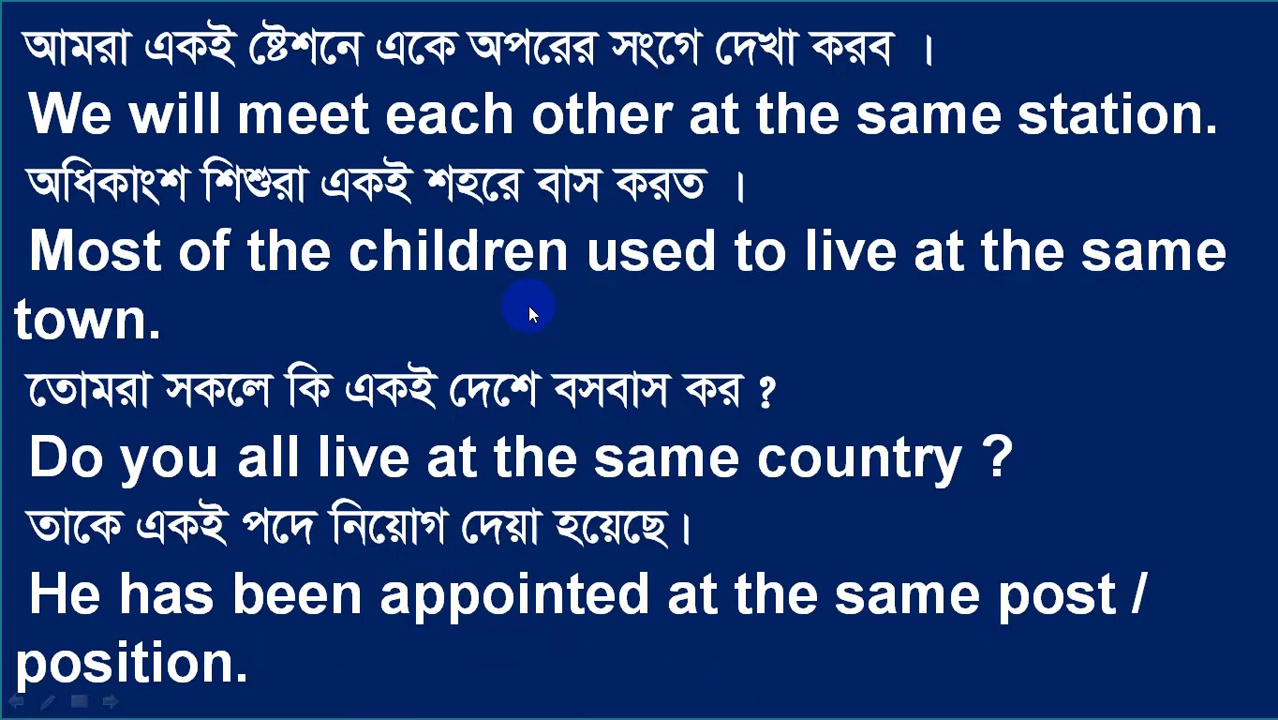 আমরা একই ষ্টেশনে একে অপরের সংগে দেখা করব ।
We will meet each other at the same station.
অধিকাংশ শিশুরা একই শহরে বাস করত ।
Most of the children used to live at the same
town.
তোমরা সকলে কি একই দেশে বসবাস কর ?
Do you all live at the same country ?
তাকে একই পদে নিয়োগ দেয়া হয়েছে।
He has been appointed at the same post /
position.